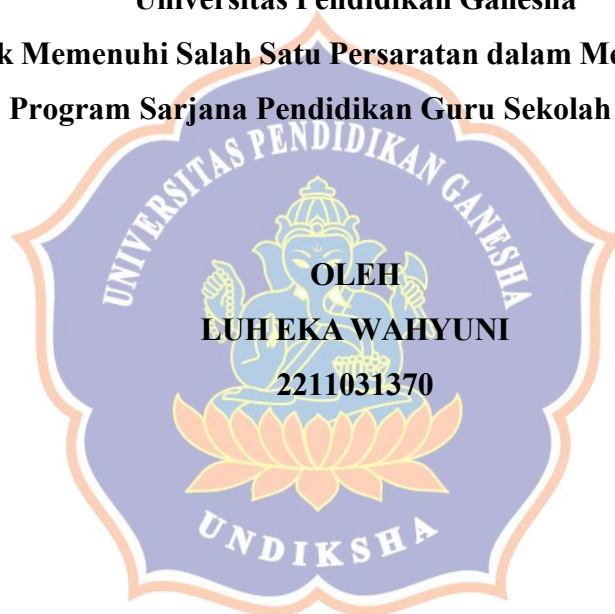 Universitas Pendidikan Ganesha
k Memenuhi Salah Satu Persaratan dalam Me
Program Sarjana Pendidikan Guru Sekolah
UNIVERSITAS PENDIDIKAN GANESHA
OLEH
LUH EKA WAHYUNI
2211031370
UNDIKSHA